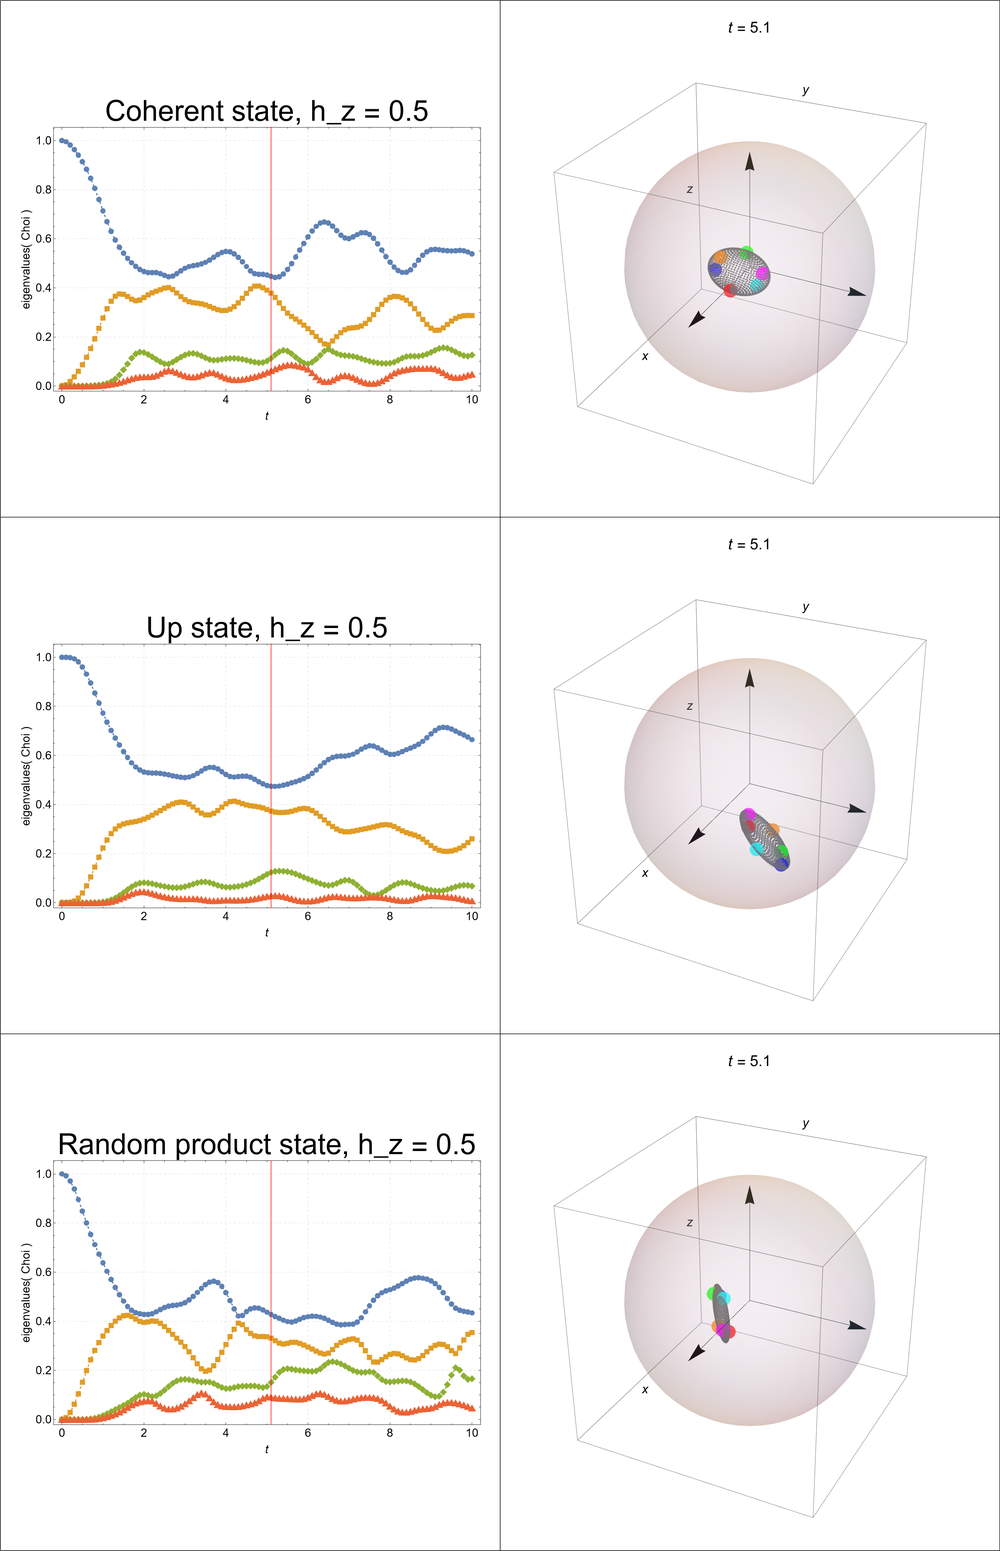 t = 5.1
Coherent state, h_z = 0.5
eigenvalues( Choi )
1.0
0.8
0.6
0.4
0.2
0.0
0 2 4 6 8 10
t
y
z
x
t = 5.1
Up state, h_z = 0.5
eigenvalues( Choi )
1.0
0.8
0.6
0.4
0.2
0.0
0 2 4 6 8 10
t
y
z
x
t = 5.1
Random product state, h_z = 0.5
eigenvalues( Choi )
1.0
0.8
0.6
0.4
0.2
0.0
0 2 4 6 8 10
t
y
z
x